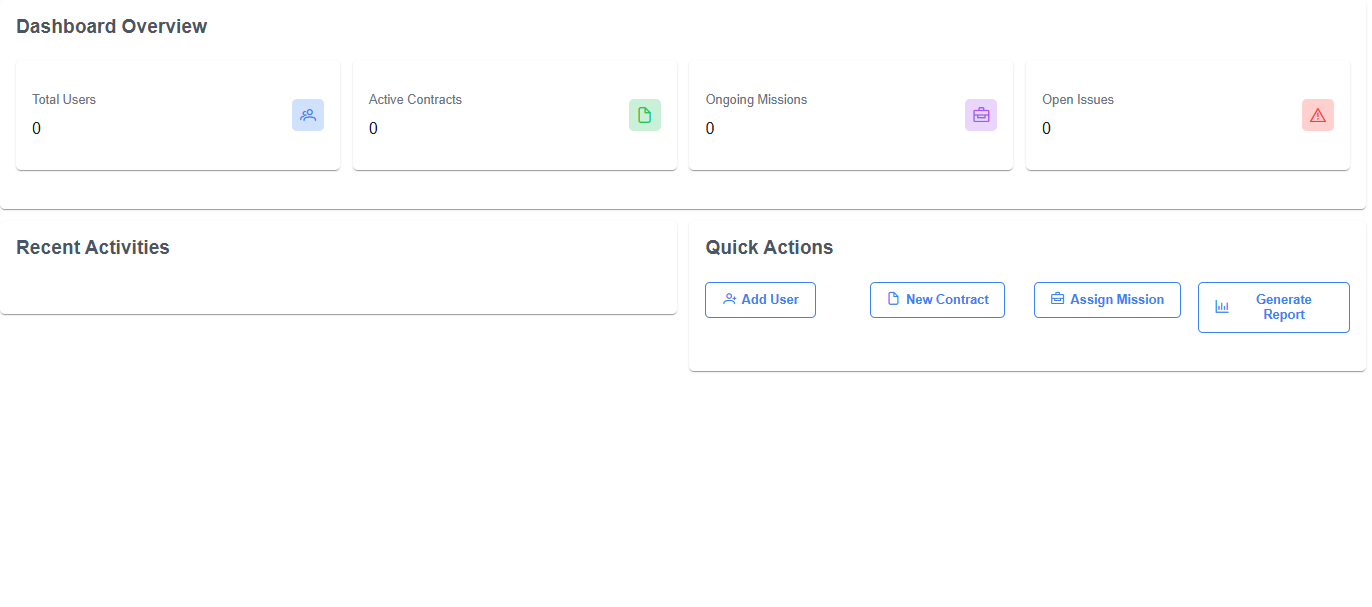 Dashboard Overview
Total Users
0
Active Contracts
0
Ongoing Missions
0
Open Issues
0
Recent Activities
Quick Actions
Add User
New Contract
Assign Mission
Generate
Report